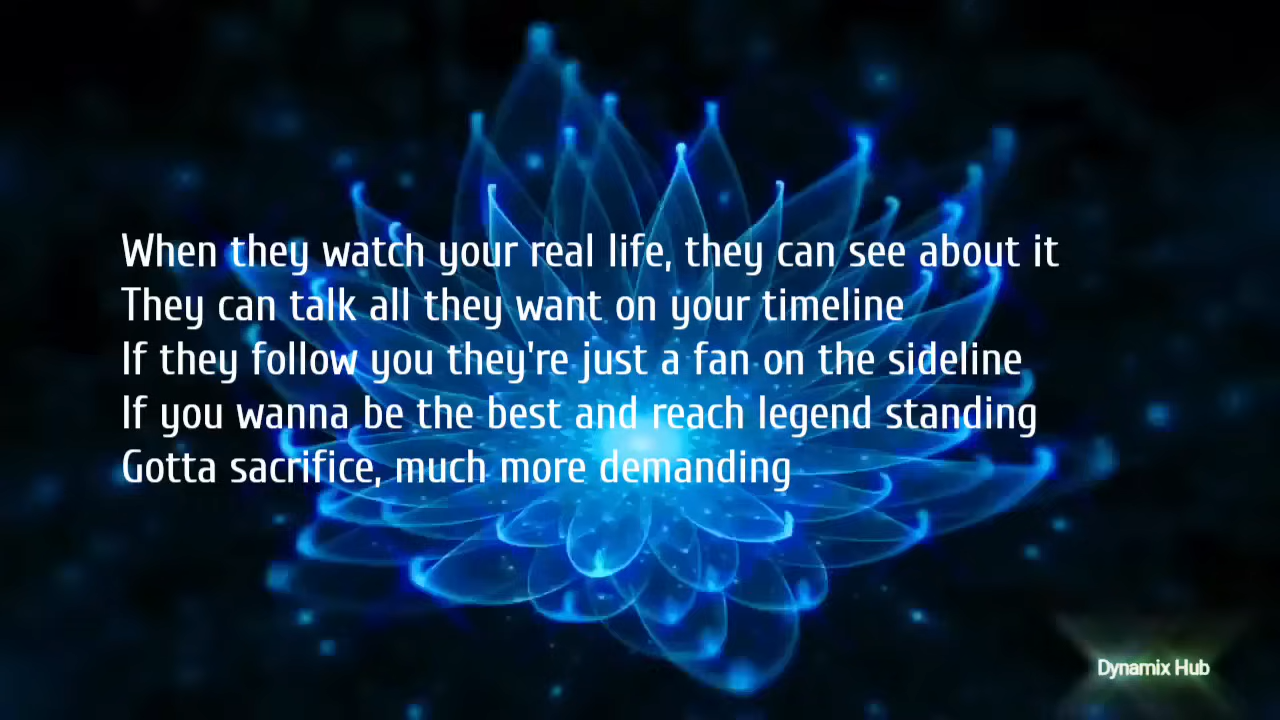 When they watch your real life, they can see about it
They can talk all they want on your timeline
If they follow you they're just a fan on the sideline
If you wanna be the best and reach legend standing
Gotta sacrifice, much more demanding
Dynamix Hub